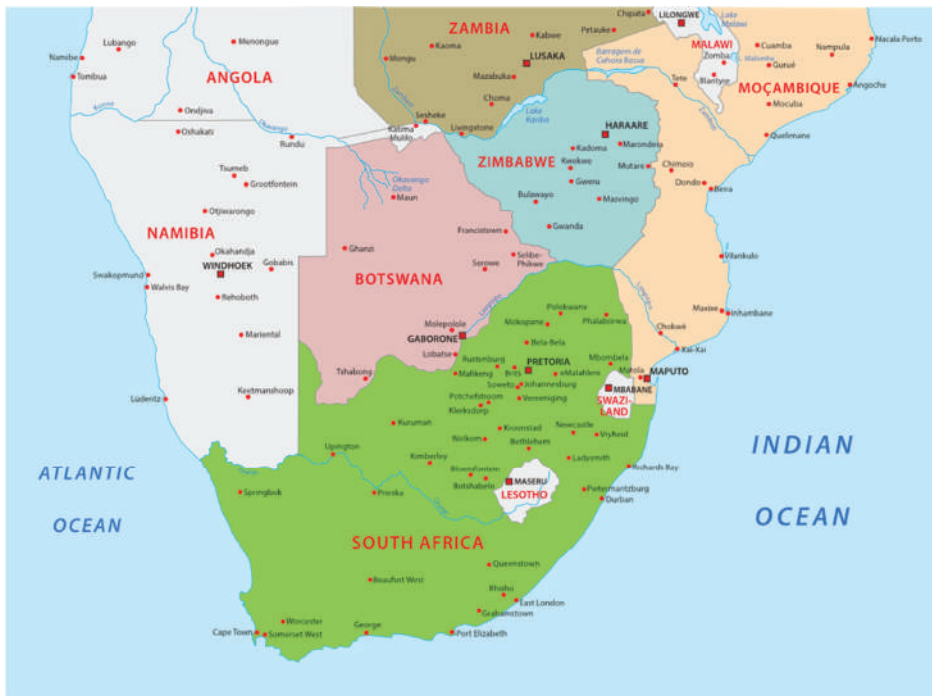 Chipata
LILONGWE
Lake
Malawi
ZAMBIA
Petauke
Kabwe
Nacala Porto
Lubango
Menongue
Kaoma
MALAWI
Cuamba
Nampula
Namibe
Mongu
LUSAKA
Barragem de
Cahora Bassa
Zomba
L. Malombe
Gurué
Tombua
ANGOLA
Mazabuka
Tete
Blantyre
MOÇAMBIQUE
Angoche
Choma
Mocuba
Ondjiva
Sesheke
Lake
Kariba
Zambezi
Oshakati
Okavango
Katima
Mulilo
Livingstone
HARAARE
Quelimane
Rundu
Kadoma
Marondera
ZIMBABWE
Kwekwe
Mutare
Chimoio
Tsumeb
Okavango
Delta
Gweru
Dondo
Grootfontein
Maun
Bulawayo
Masvingo
Beira
Otjiwarongo
NAMIBIA
Francistown
Gwanda
Okahandja
Ghanzi
Selibe-
Phikwe
Vilankulo
WINDHOEK
Gobabis
Serowe
Swakopmund
BOTSWANA
Walvis Bay
Rehoboth
Limpopo
Limpopo
Polokwane
Maxixe
Inhambane
Molepolole
Mokopane
Phalaborwa
Mariental
GABORONE
Bela-Bela
Chokwé
Lobatse
Xai-Xai
Rustenburg
PRETORIA
Mbombela
Tshabong
Mafikeng
Brits
eMalahleni
Matola
MAPUTO
Soweto
Johannesburg
MBABANE
Keetmanshoop
Potchefstroom
Vereeniging
SWAZI-
LAND
Lüderitz
Klerksdorp
Kuruman
Kroonstad
Newcastle
Vryheid
Welkom
Bethlehem
Upington
Kimberley
Ladysmith
INDIAN
ATLANTIC
Bloemfontein
Richards Bay
Botshabelo
MASERU
Springbok
Prieska
LESOTHO
Pietermaritzburg
Durban
OCEAN
OCEAN
SOUTH AFRICA
Queenstown
Beaufort West
Bhisho
East London
Grahamstown
Worcester
Cape Town
Somerset West
George
Port Elizabeth